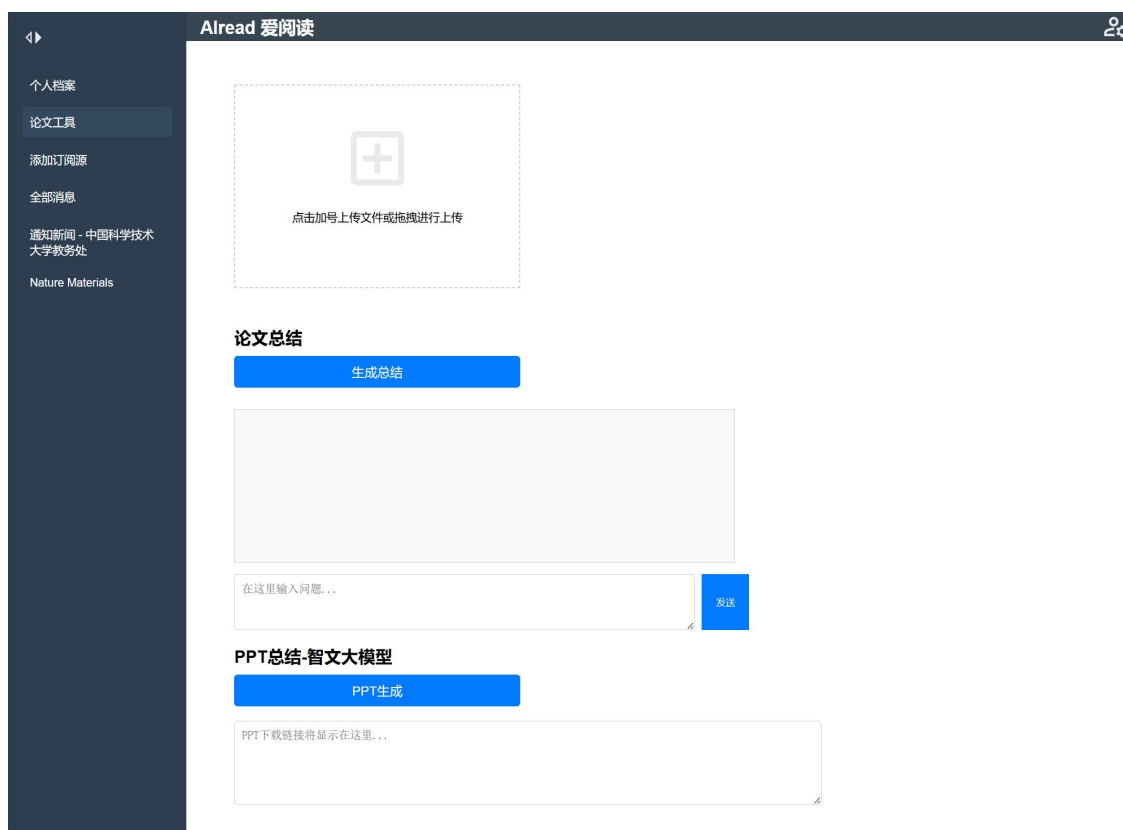 AIread 爱阅读
个人档案
论文工具
添加订阅源
全部消息
通知新闻 - 中国科学技术
大学教务处
Nature Materials
点击加号上传文件或拖拽进行上传
论文总结
生成总结
在这里输入问题...
发送
PPT总结-智文大模型
PPT生成
PPT下载链接将显示在这里...